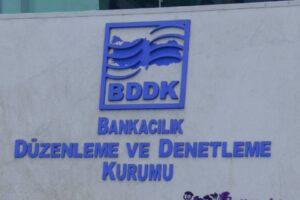 BDDK
BANKACILIK
DÜZENLEME VE DENETLEME
KURUMU